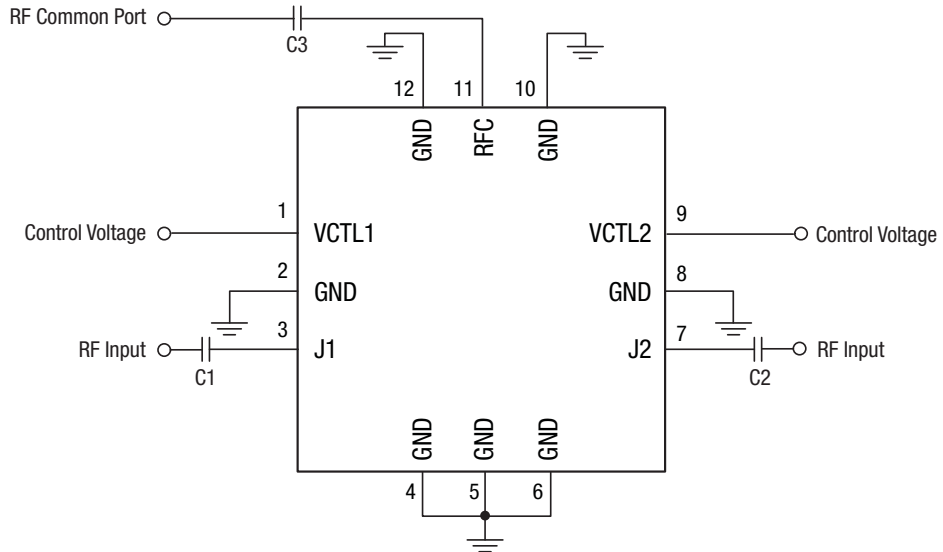 RF Common Port
C3
12
11
10
GND
RFC
GND
1
9
Control Voltage
VCTL1
VCTL2
Control Voltage
2
8
GND
GND
3
7
RF Input
J1
J2
RF Input
C1
C2
GND
GND
GND
4
5
6